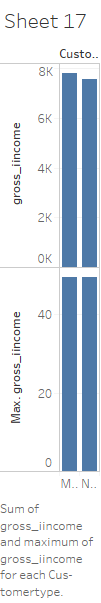 Sheet 17
Custo..
8K
6K
4K
2K
0K
gross_iincome
40
20
0
Max. gross_iincome
M.. N..
Sum of
gross_iincome
and maximum of
gross_iincome
for each Cus-
tomertype.